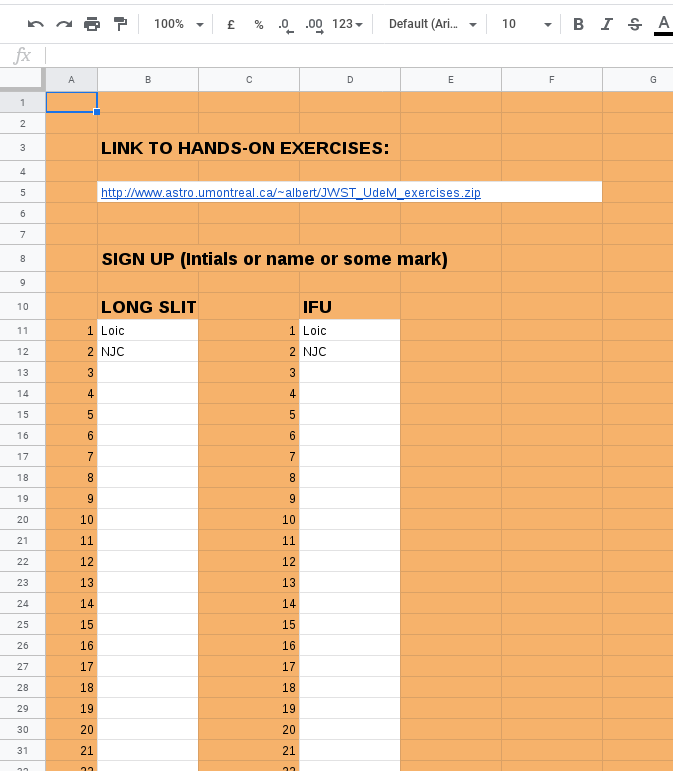 100% £ % .0 .00 123 Default (Ari... 10 B I S A
fx
A B C D E F G
1
2
3 LINK TO HANDS-ON EXERCISES:
4
5 http://www.astro.umontreal.ca/~albert/JWST_UdeM_exercises.zip
6
7
8 SIGN UP (Intials or name or some mark)
9
10 LONG SLIT IFU
11 1 Loic 1 Loic
12 2 NJC 2 NJC
13 3 3
14 4 4
15 5 5
16 6 6
17 7 7
18 8 8
19 9 9
20 10 10
21 11 11
22 12 12
23 13 13
24 14 14
25 15 15
26 16 16
27 17 17
28 18 18
29 19 19
30 20 20
31 21 21